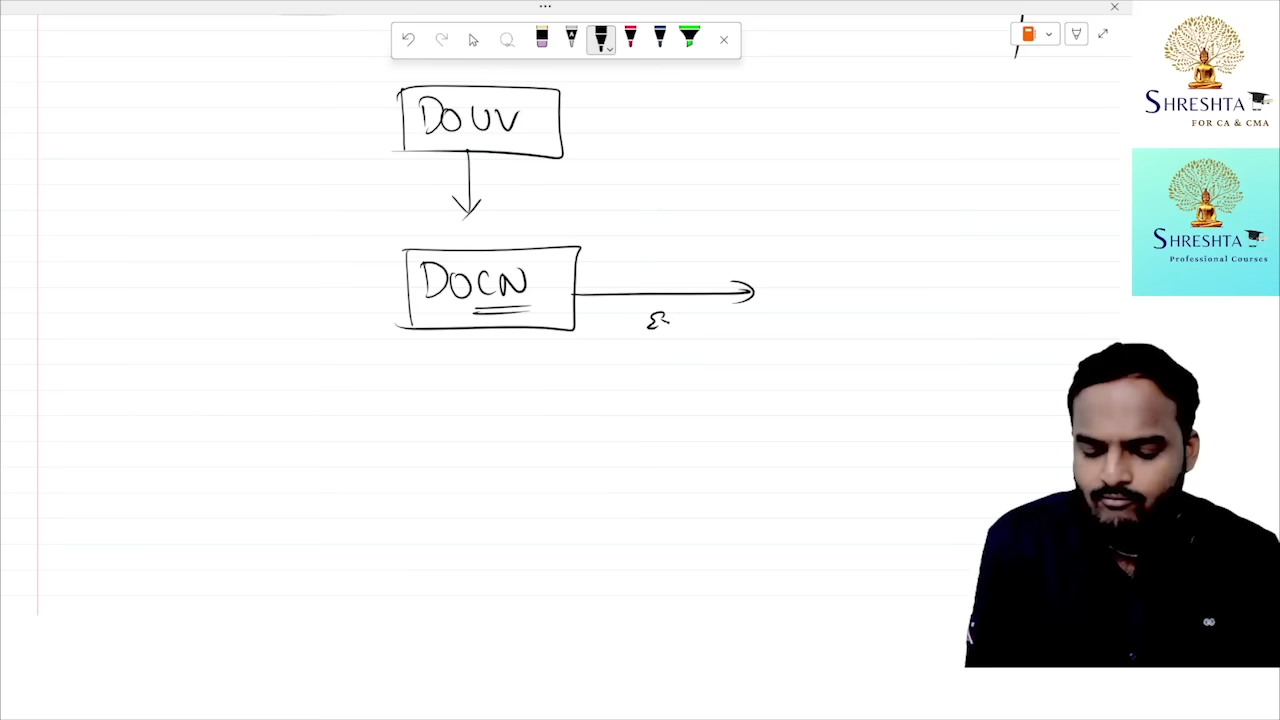 SHRESHTA
FOR CA & CMA
SHRESHTA
Professional Courses
DOUV
DOCN